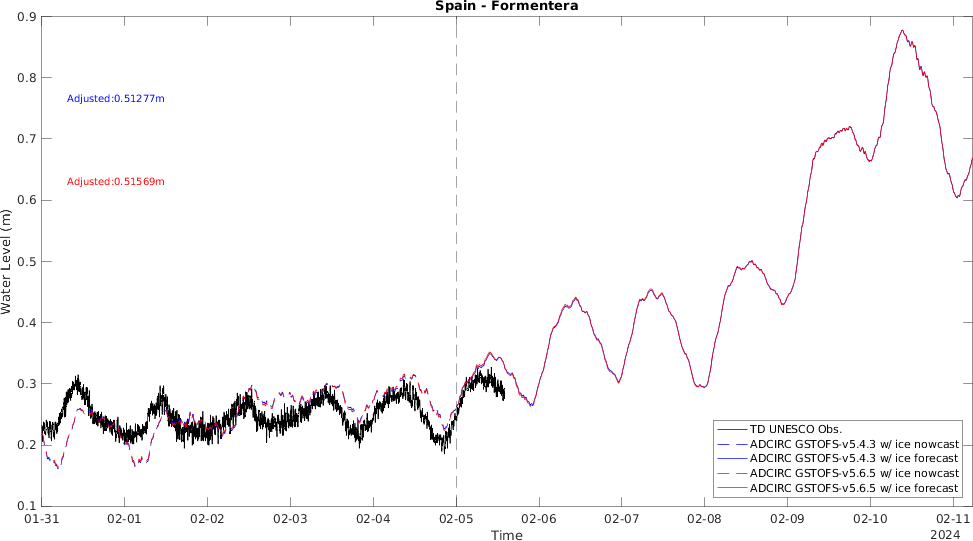 Spain - Formentera
0.9
0.8
0.7
0.6
0.5
0.4
0.3
0.2
0.1
Water Level (m)
Adjusted:0.51277m
Adjusted:0.51569m
TD UNESCO Obs.
ADCIRC GSTOFS-v5.4.3 w/ ice nowcast
ADCIRC GSTOFS-v5.4.3 w/ ice forecast
ADCIRC GSTOFS-v5.6.5 w/ ice nowcast
ADCIRC GSTOFS-v5.6.5 w/ ice forecast
01-31 02-01 02-02 02-03 02-04 02-05 02-06 02-07 02-08 02-09 02-10 02-11
Time 2024